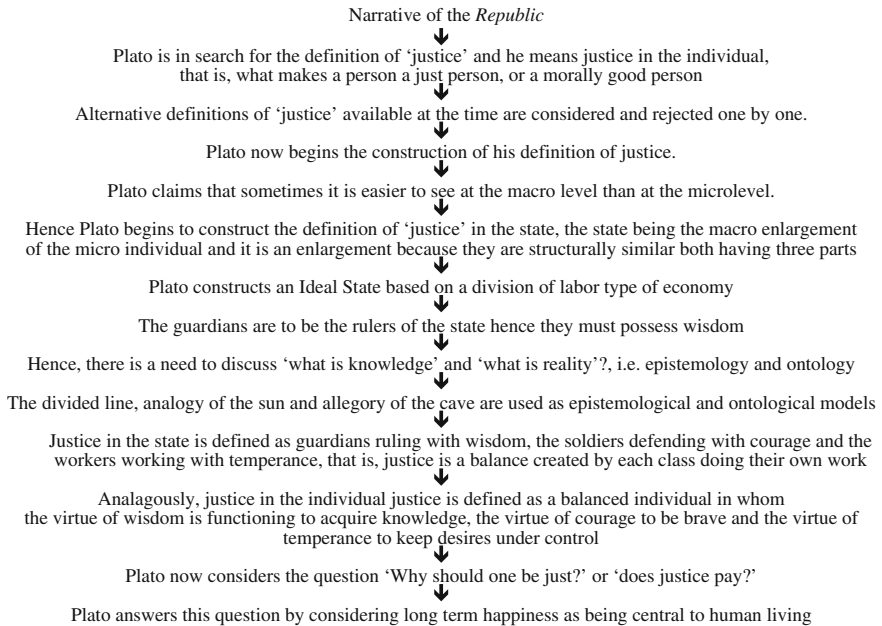 Narrative of the Republic
Plato is in search for the definition of ‘justice’ and he means justice in the individual,
that is, what makes a person a just person, or a morally good person
Alternative definitions of ‘justice’ available at the time are considered and rejected one by one.
Plato now begins the construction of his definition of justice.
Plato claims that sometimes it is easier to see at the macro level than at the microlevel.
Hence Plato begins to construct the definition of ‘justice’ in the state, the state being the macro enlargement
of the micro individual and it is an enlargement because they are structurally similar both having three parts
Plato constructs an Ideal State based on a division of labor type of economy
The guardians are to be the rulers of the state hence they must possess wisdom
Hence, there is a need to discuss ‘what is knowledge’ and ‘what is reality’?, i.e. epistemology and ontology
The divided line, analogy of the sun and allegory of the cave are used as epistemological and ontological models
Justice in the state is defined as guardians ruling with wisdom, the soldiers defending with courage and the
workers working with temperance, that is, justice is a balance created by each class doing their own work
Analagously, justice in the individual justice is defined as a balanced individual in whom
the virtue of wisdom is functioning to acquire knowledge, the virtue of courage to be brave and the virtue of
temperance to keep desires under control
Plato now considers the question ‘Why should one be just?’ or ‘does justice pay?’
Plato answers this question by considering long term happiness as being central to human living